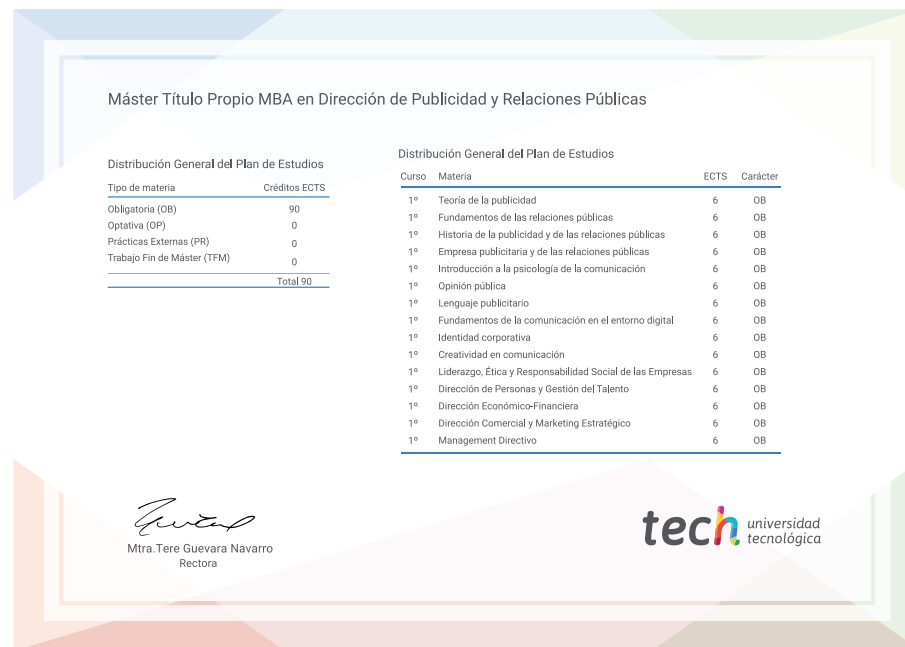 Máster Título Propio MBA en Dirección de Publicidad y Relaciones Públicas
Distribución General del Plan de Estudios
Tipo de materia Créditos ECTS
Obligatoria (OB) 90
Optativa (OP) 0
Prácticas Externas (PR) 0
Trabajo Fin de Máster (TFM) 0
Total 90
Distribución General del Plan de Estudios
Curso Materia ECTS Carácter
1º Teoría de la publicidad 6 OB
1º Fundamentos de las relaciones públicas 6 OB
1º Historia de la publicidad y de las relaciones públicas 6 OB
1º Empresa publicitaria y de las relaciones públicas 6 OB
1º Introducción a la psicología de la comunicación 6 OB
1º Opinión pública 6 OB
1º Lenguaje publicitario 6 OB
1º Fundamentos de la comunicación en el entorno digital 6 OB
1º Identidad corporativa 6 OB
1º Creatividad en comunicación 6 OB
1º Liderazgo, Ética y Responsabilidad Social de las Empresas 6 OB
1º Dirección de Personas y Gestión del Talento 6 OB
1º Dirección Económico-Financiera 6 OB
1º Dirección Comercial y Marketing Estratégico 6 OB
1º Management Directivo 6 OB
Mtra.Tere Guevara Navarro
Rectora
tech universidad
tecnológica